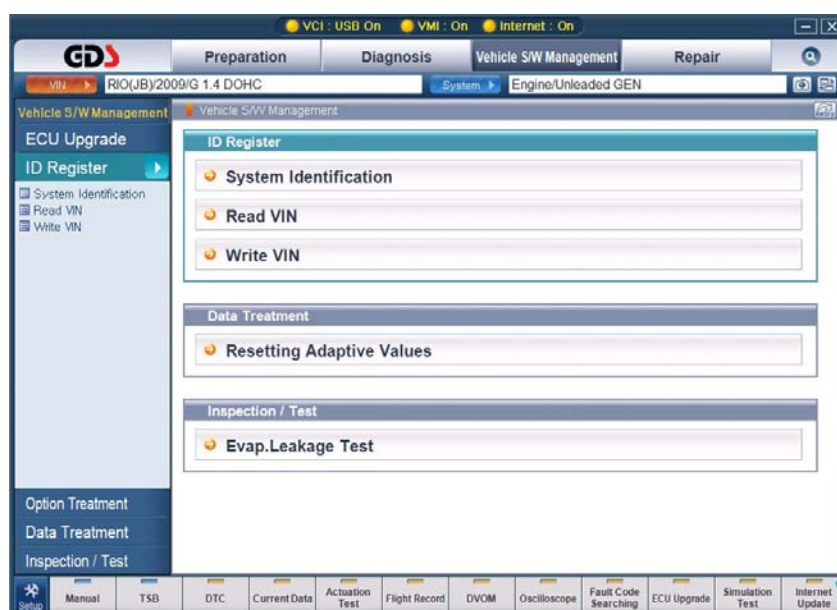 VCI : USB On VMI : On Internet : On
GDS Preparation Diagnosis Vehicle S/W Management Repair
VIN RIO(JB)/2009/G 1.4 DOHC System Engine/Unleaded GEN
Vehicle S/W Management
Vehicle S/W Management
ECU Upgrade
ID Register
System Identification
Read VIN
Write VIN
ID Register
System Identification
Read VIN
Write VIN
Data Treatment
Resetting Adaptive Values
Inspection / Test
Evap.Leakage Test
Option Treatment
Data Treatment
Inspection / Test
Setup
Manual
TSB
DTC
Current Data
Actuation
Test
Flight Record
DVOM
Oscilloscope
Fault Code
Searching
ECU Upgrade
Simulation
Test
Internet
Update